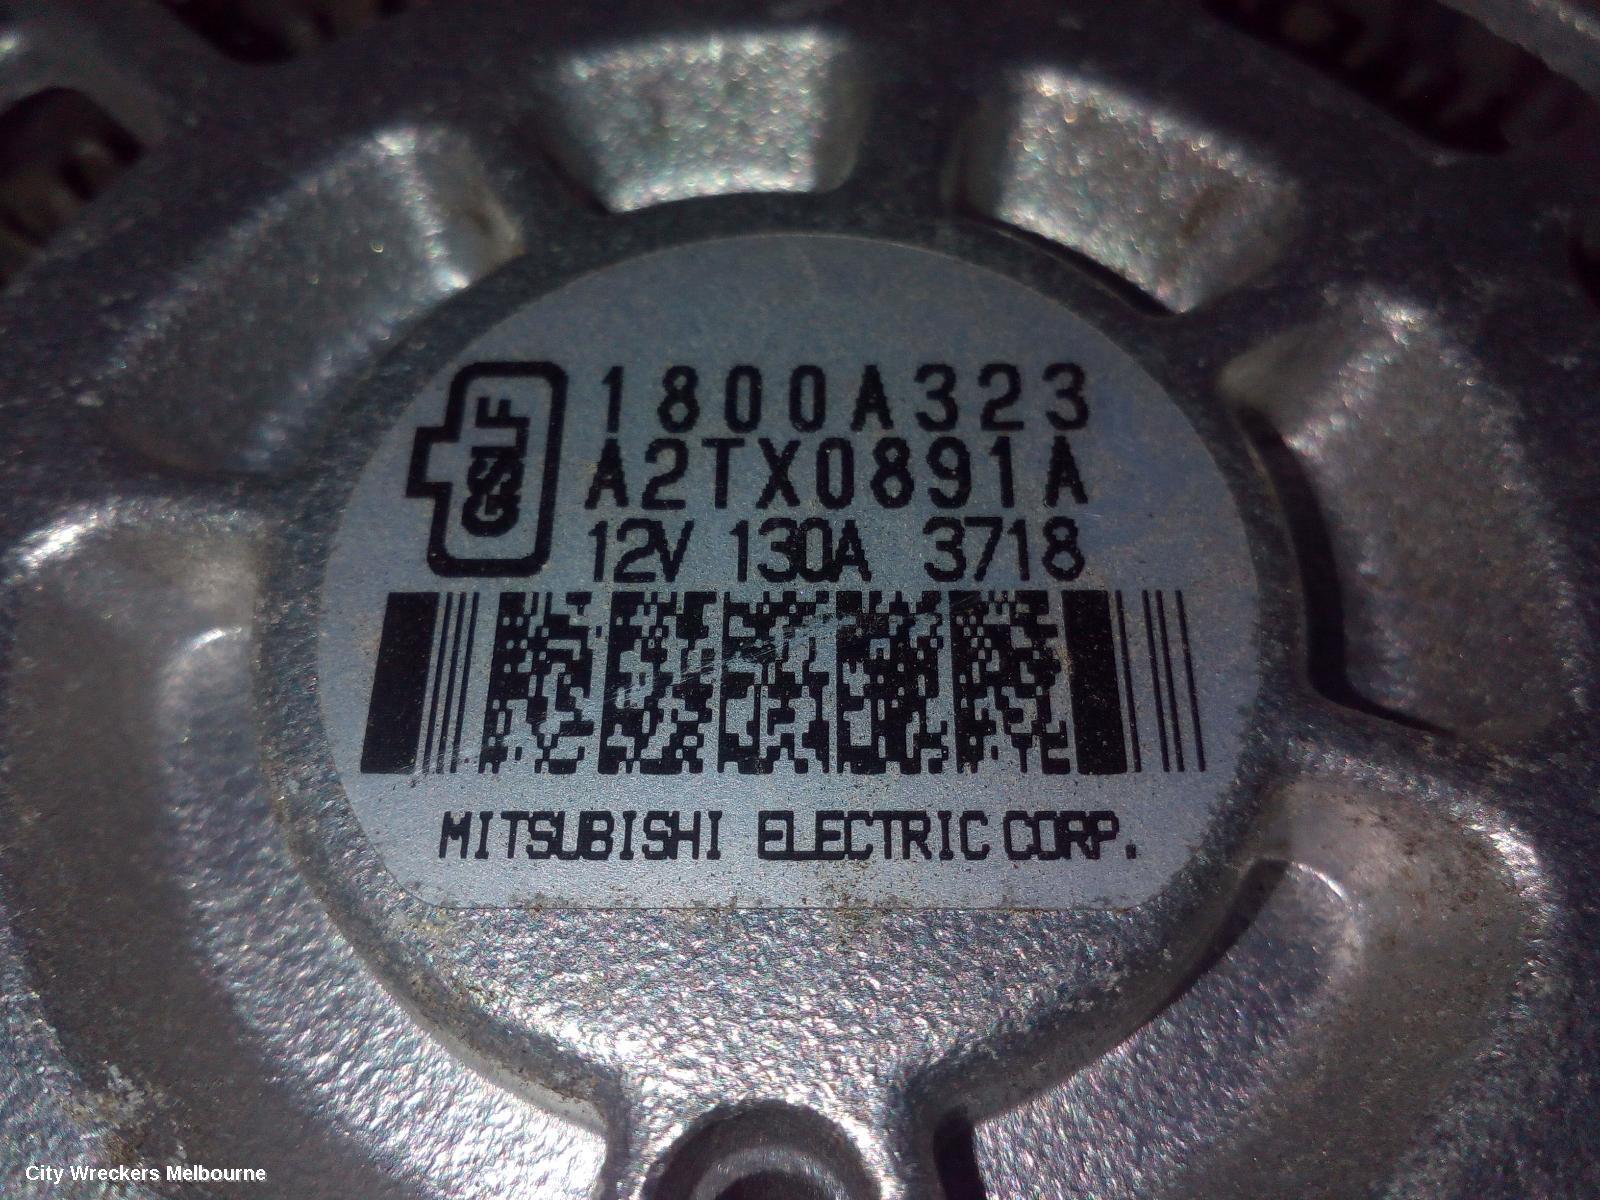 1800A323
A2TX0891A
12V 130A 3718
GSLF
MITSUBISHI ELECTRIC CORP.
City Wreckers Melbourne